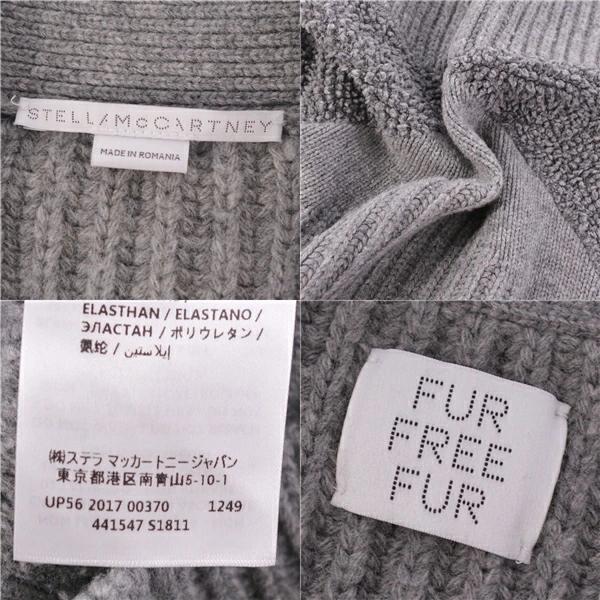 STELLA McCARTNEY
MADE IN ROMANIA
ELASTHAN / ELASTANO /
ЭЛАСТАН / ポリウレタン /
氨纶 / إيلاستين /
㈱ステラ マッカートニージャパン
東京都港区南青山5-10-1
UP56 2017 00370 1249
441547 S1811
FUR
FREE
FUR